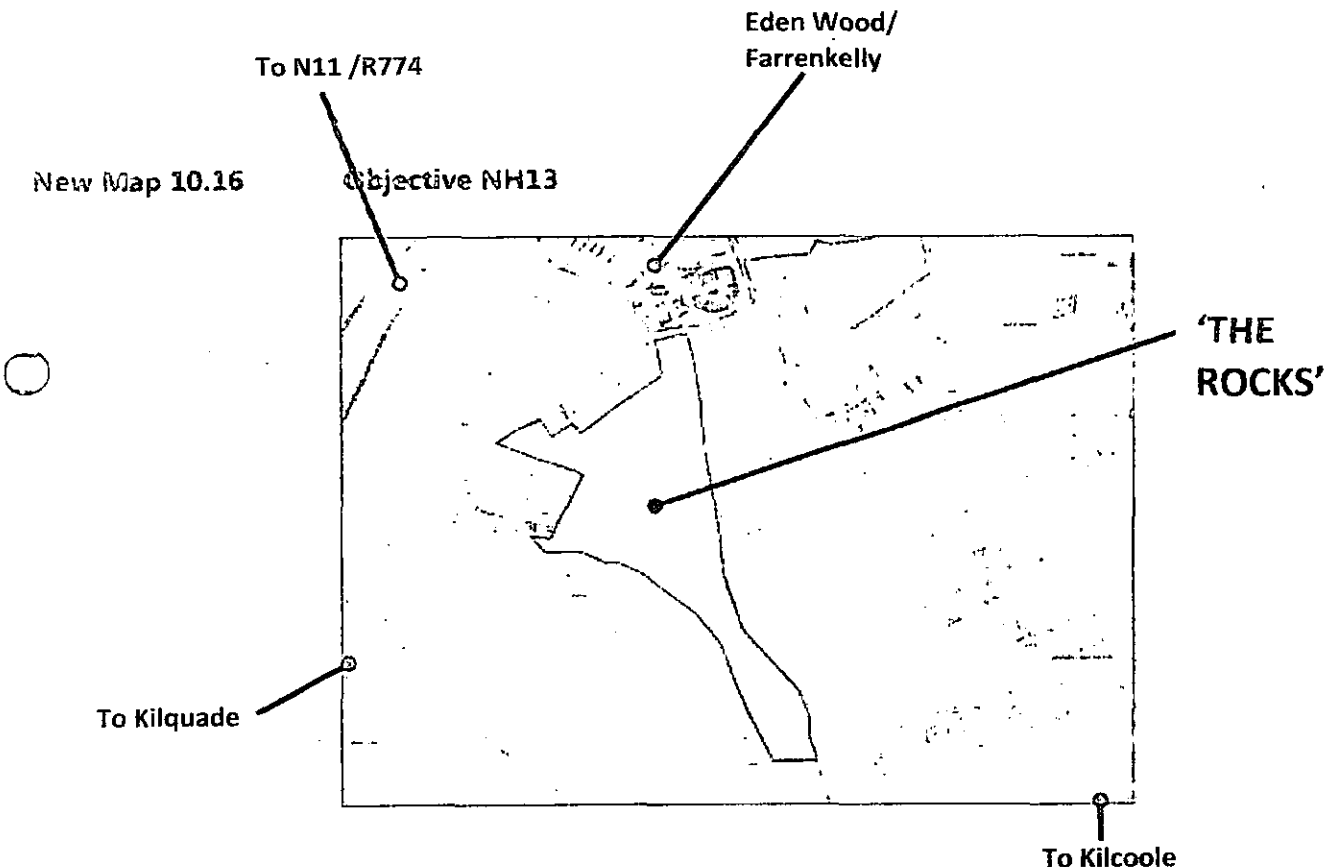 Eden Wood/
Farrenkelly
To N11 /R774
New Map 10.16 Objective NH13
'THE
ROCKS'
To Kilquade
To Kilcoole